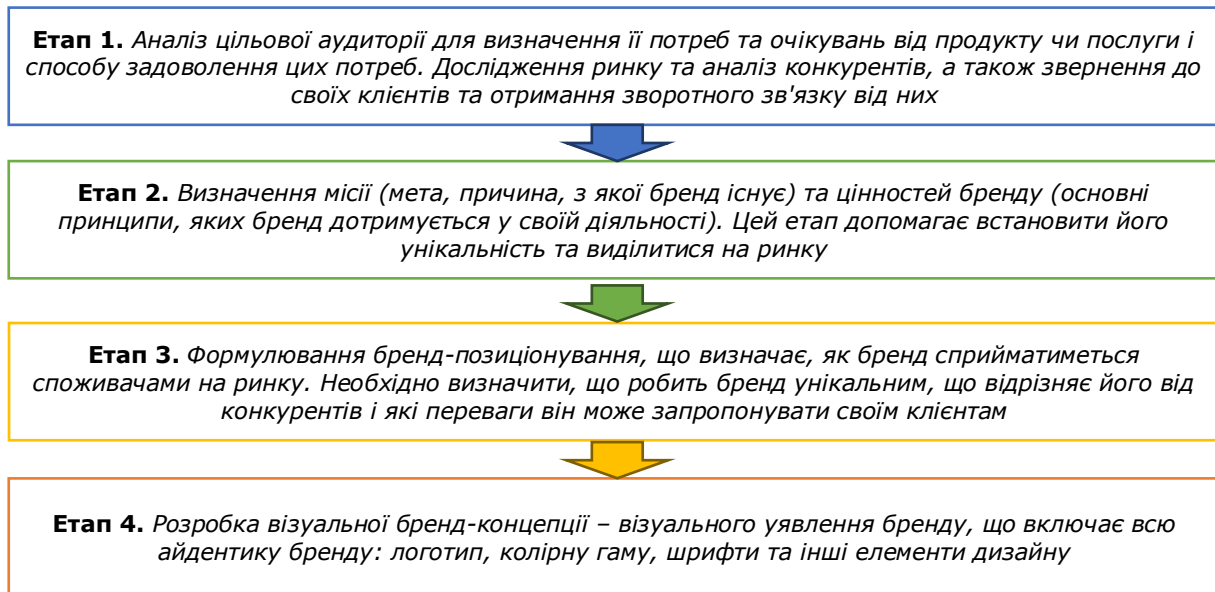 Етап 1. Аналіз цільової аудиторії для визначення її потреб та очікувань від продукту чи послуги і
способу задоволення цих потреб. Дослідження ринку та аналіз конкурентів, а також звернення до
своїх клієнтів та отримання зворотного зв'язку від них
Етап 2. Визначення місії (мета, причина, з якої бренд існує) та цінностей бренду (основні
принципи, яких бренд дотримується у своїй діяльності). Цей етап допомагає встановити його
унікальність та виділитися на ринку
Етап 3. Формулювання бренд-позиціонування, що визначає, як бренд сприйматиметься
споживачами на ринку. Необхідно визначити, що робить бренд унікальним, що відрізняє його від
конкурентів і які переваги він може запропонувати своїм клієнтам
Етап 4. Розробка візуальної бренд-концепції – візуального уявлення бренду, що включає всю
айдентику бренду: логотип, колірну гаму, шрифти та інші елементи дизайну